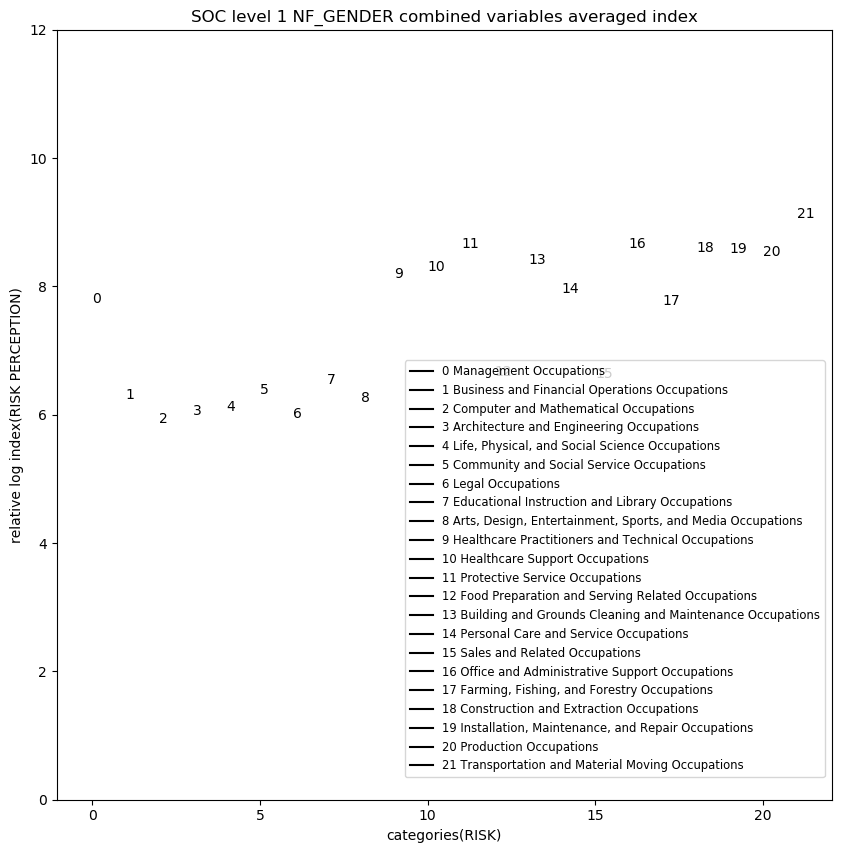 SOC level 1 NF_GENDER combined variables averaged index
12
10
8
6
4
2
0
relative log index(RISK PERCEPTION)
0
1
2
3
4
5
6
7
8
9
10
11
12
13
14
15
16
17
18
19
20
21
0 Management Occupations
1 Business and Financial Operations Occupations
2 Computer and Mathematical Occupations
3 Architecture and Engineering Occupations
4 Life, Physical, and Social Science Occupations
5 Community and Social Service Occupations
6 Legal Occupations
7 Educational Instruction and Library Occupations
8 Arts, Design, Entertainment, Sports, and Media Occupations
9 Healthcare Practitioners and Technical Occupations
10 Healthcare Support Occupations
11 Protective Service Occupations
12 Food Preparation and Serving Related Occupations
13 Building and Grounds Cleaning and Maintenance Occupations
14 Personal Care and Service Occupations
15 Sales and Related Occupations
16 Office and Administrative Support Occupations
17 Farming, Fishing, and Forestry Occupations
18 Construction and Extraction Occupations
19 Installation, Maintenance, and Repair Occupations
20 Production Occupations
21 Transportation and Material Moving Occupations
0 5 10 15 20
categories(RISK)